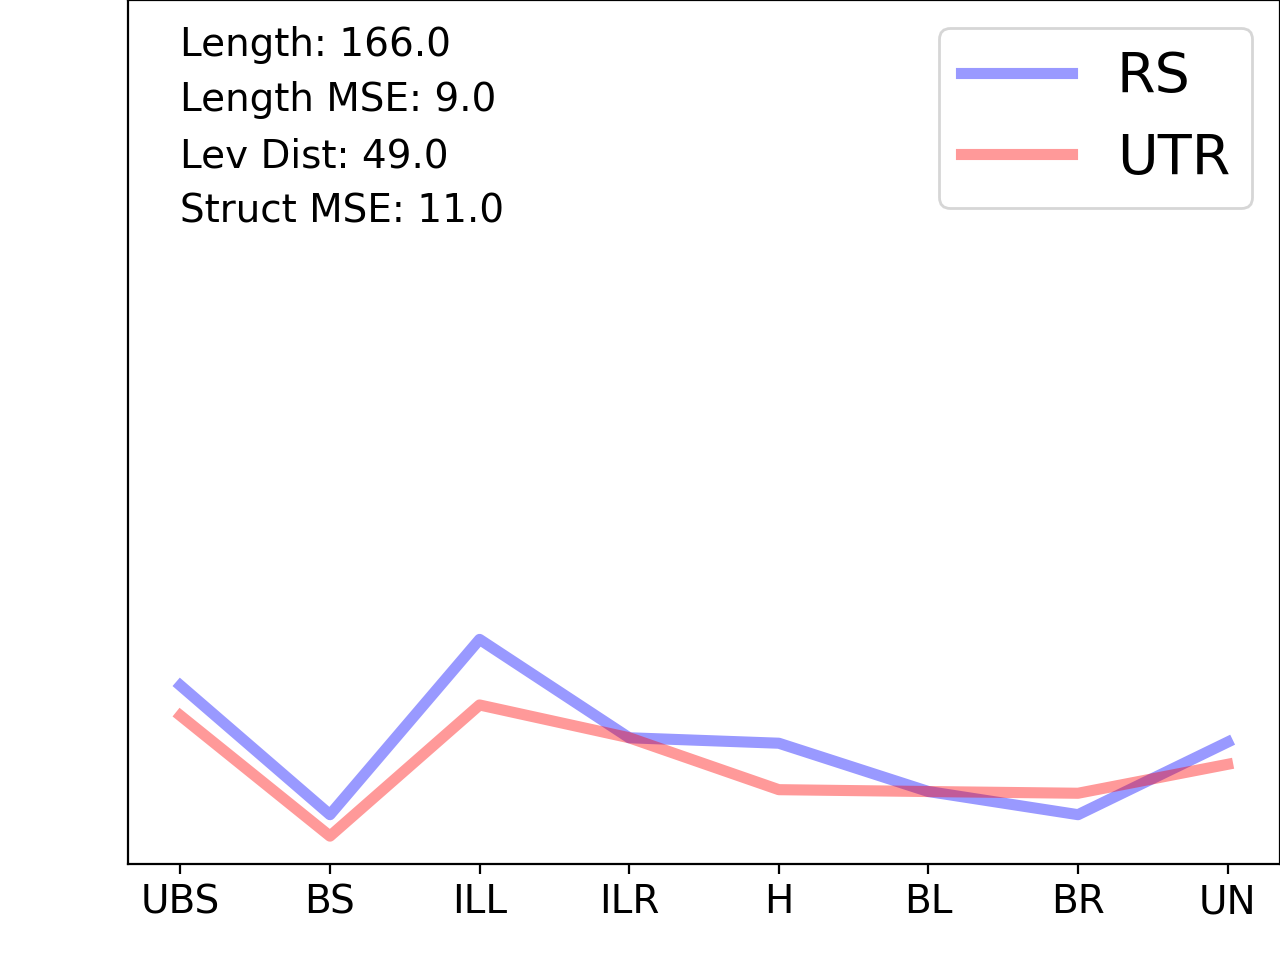 Length: 166.0
Length MSE: 9.0
Lev Dist: 49.0
Struct MSE: 11.0
RS
UTR
UBS BS ILL ILR H BL BR UN